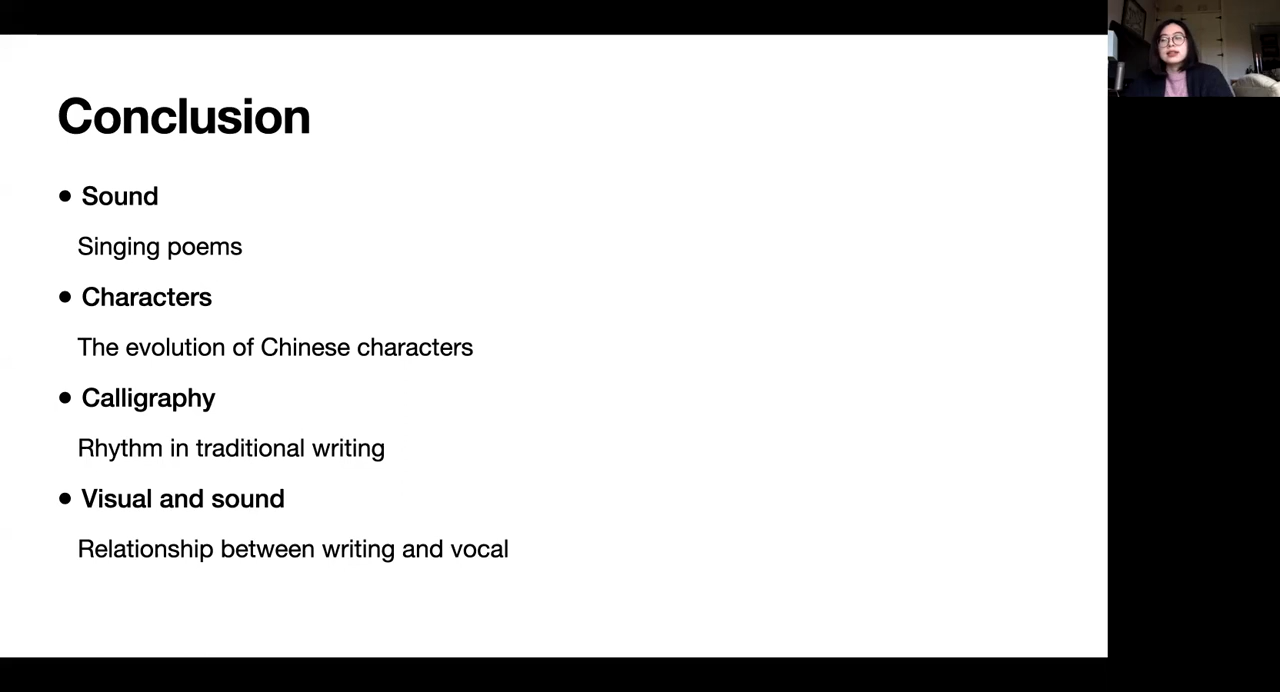 Conclusion
• Sound
Singing poems
• Characters
The evolution of Chinese characters
• Calligraphy
Rhythm in traditional writing
• Visual and sound
Relationship between writing and vocal